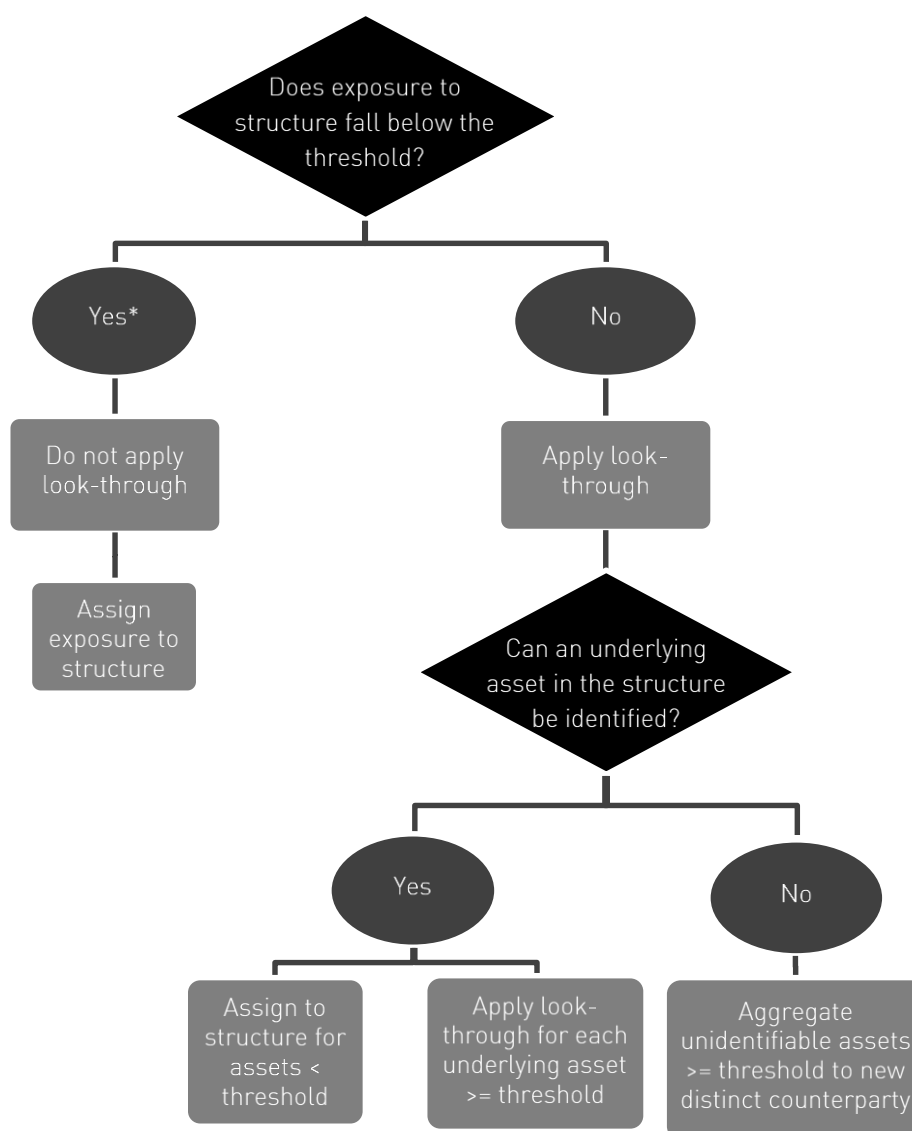 Does exposure to
structure fall below the
threshold?
Yes*
No
Do not apply
look-through
Apply look-
through
Assign
exposure to
structure
Can an underlying
asset in the structure
be identified?
Yes
No
Assign to
structure for
assets <
threshold
Apply look-
through for each
underlying asset
>= threshold
Aggregate
unidentifiable assets
>= threshold to new
distinct counterparty